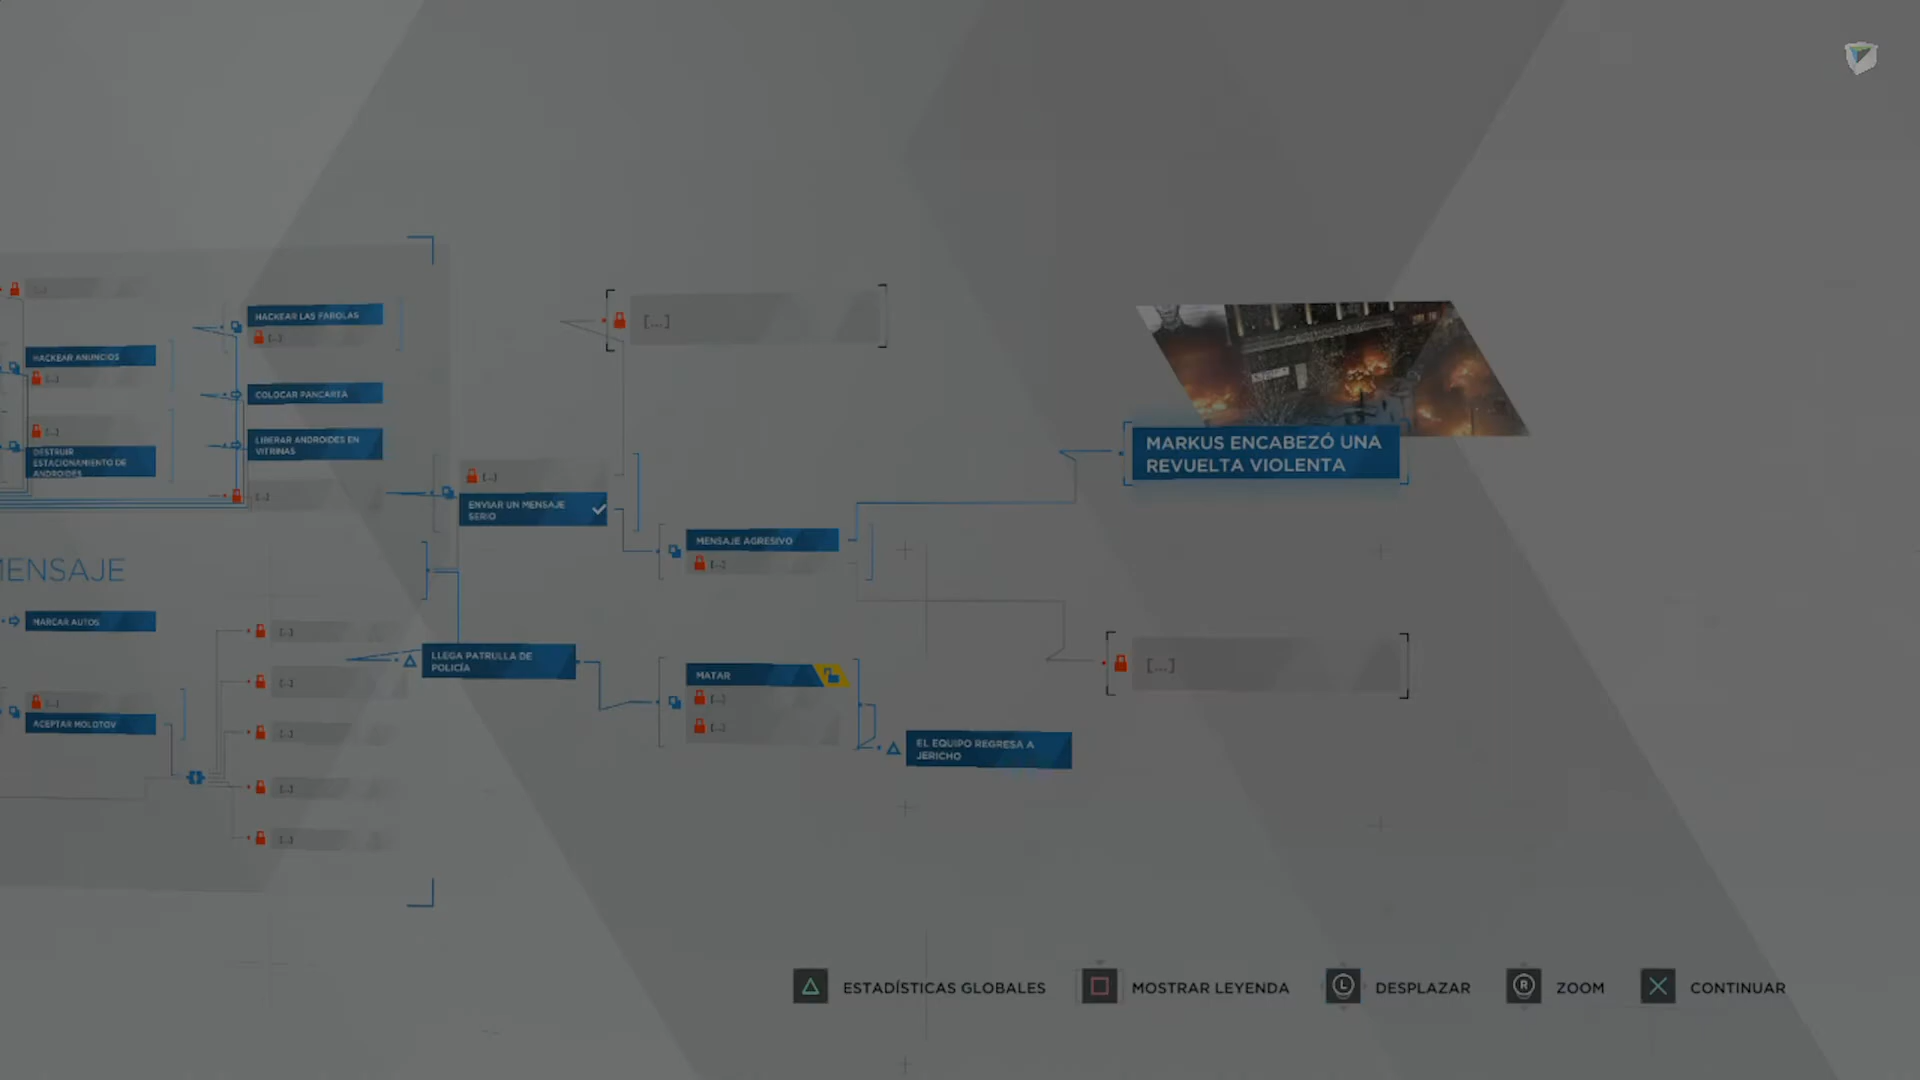 HACKEAR LAS FAROLAS
[...]
HACKEAR ANUNCIOS
[...]
COLOCAR PANCARTA
[...]
DESTRUIR
ESTACIONAMIENTO DE
ANDROIDES
LIBERAR ANDROIDES EN
VITRINAS
[...]
[...]
[...]
[...]
ENVIAR UN MENSAJE
SERIO
MENSAJE AGRESIVO
[...]
MARKUS ENCABEZÓ UNA
REVUELTA VIOLENTA
MENSAJE
MARCAR AUTOS
[...]
[...]
[...]
[...]
[...]
[...]
ACEPTAR MOLOTOV
LLEGA PATRULLA DE
POLICÍA
MATAR
[...]
[...]
EL EQUIPO REGRESA A
JERICHO
[...]
ESTADÍSTICAS GLOBALES
MOSTRAR LEYENDA
L
DESPLAZAR
R
ZOOM
CONTINUAR